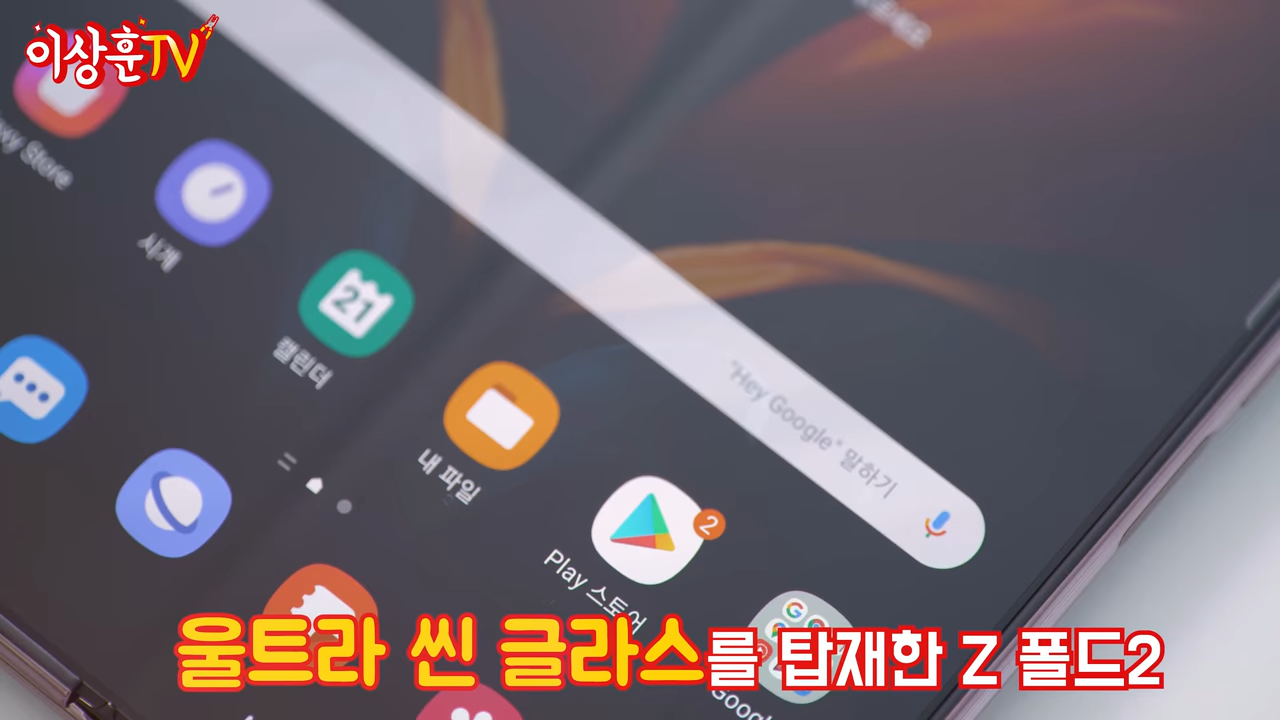 이상훈TV
Store
시계
21
캘린더
"Hey Google" 말하기
내 파일
2
Play 스토어
울트라 씬 글라스를 탑재한 Z 폴드2